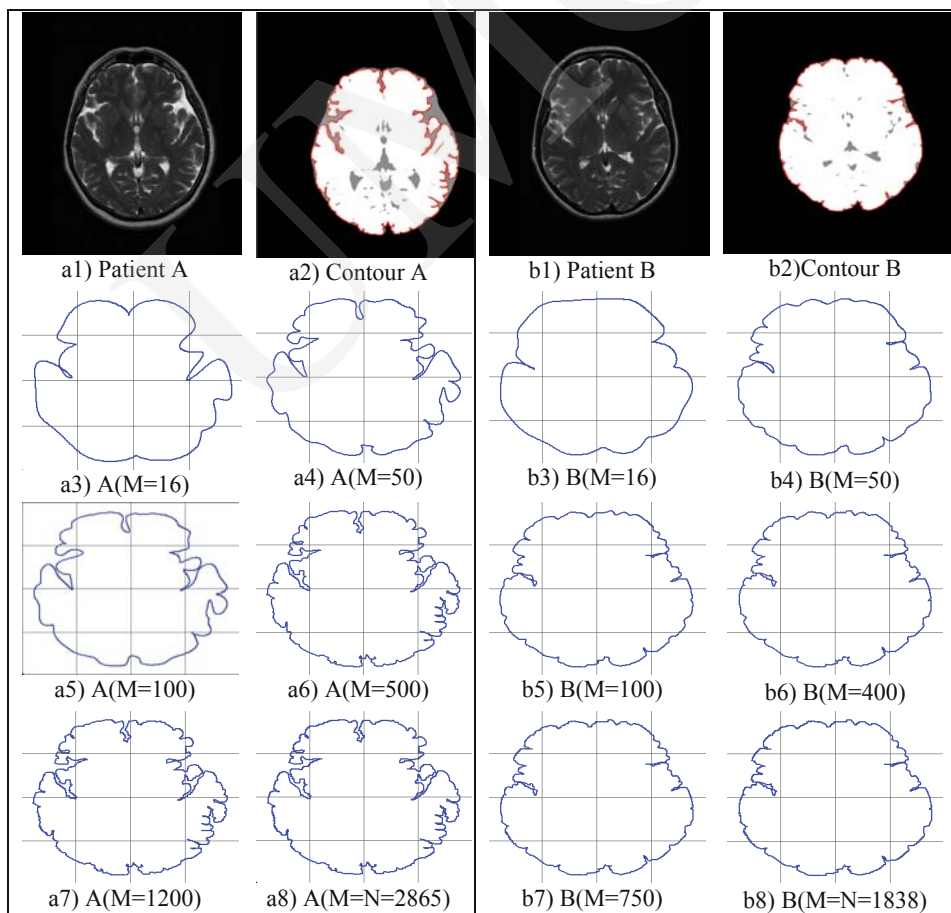 a1) Patient A
a2) Contour A
b1) Patient B
b2)Contour B
a3) A(M=16)
a4) A(M=50)
b3) B(M=16)
b4) B(M=50)
a5) A(M=100)
a6) A(M=500)
b5) B(M=100)
b6) B(M=400)
a7) A(M=1200)
a8) A(M=N=2865)
b7) B(M=750)
b8) B(M=N=1838)